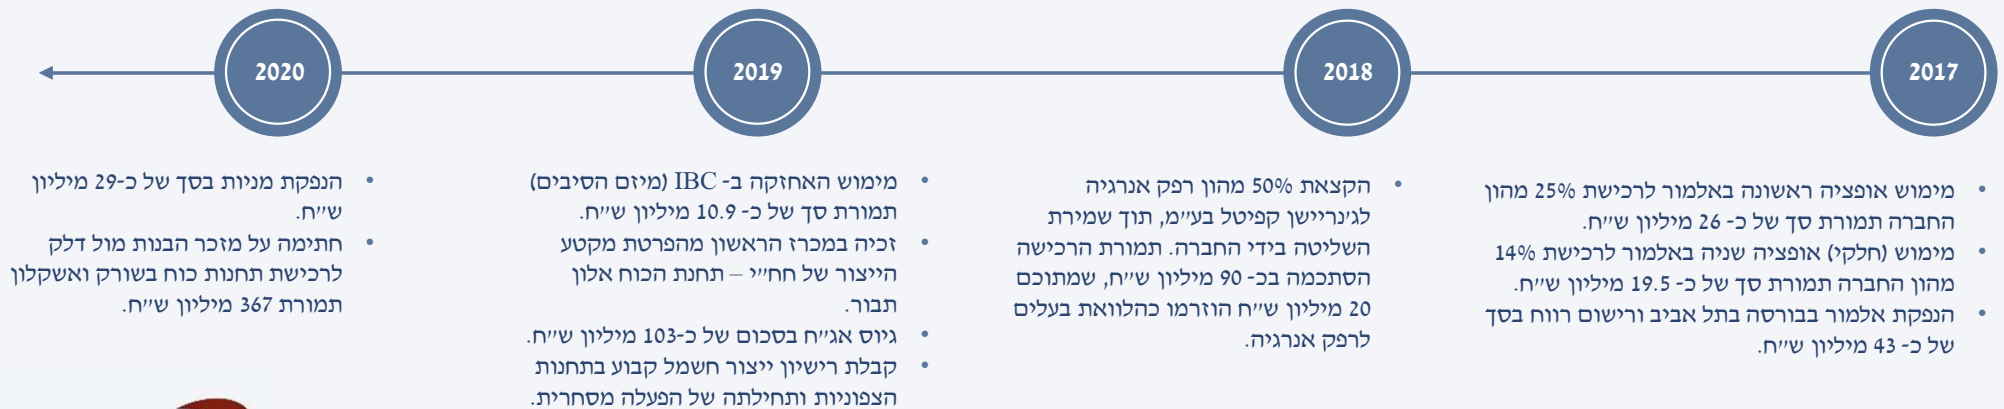 2017
2018
2019
2020
• מימוש אופציה ראשונה באלמור לרכישת 25% מהון
החברה תמורת סך של כ- 26 מיליון ש״ח.
• מימוש (חלקי) אופציה שניה באלמור לרכישת 14%
מהון החברה תמורת סך של כ- 19.5 מיליון ש״ח.
• הנפקת אלמור בבורסה בתל אביב ורישום רווח בסך
של כ- 43 מיליון ש״ח.
• הקצאת 50% מהון רפק אנרגיה
לג׳נריישן קפיטל בע״מ, תוך שמירת
השליטה בידי החברה. תמורת הרכישה
הסתכמה בכ- 90 מיליון ש״ח, שמתוכם
20 מיליון ש״ח הוזרמו כהלוואת בעלים
לרפק אנרגיה.
• מימוש האחזקה ב- IBC (מיזם הסיבים)
תמורת סך של כ- 10.9 מיליון ש״ח.
• זכיה במכרז הראשון מהפרטת מקטע
הייצור של חח״י – תחנת הכוח אלון
תבור.
• גיוס אג״ח בסכום של כ-103 מיליון ש״ח.
• קבלת רישיון ייצור חשמל קבוע בתחנות
הצפוניות ותחילתה של הפעלה מסחרית.
• הנפקת מניות בסך של כ-29 מיליון
ש״ח.
• חתימה על מזכר הבנות מול דלק
לרכישת תחנות כוח בשורק ואשקלון
תמורת 367 מיליון ש״ח.